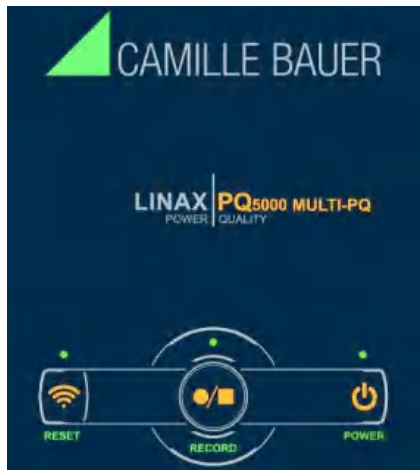 CAMILLE BAUER
LINAX PQ5000 MULTI-PQ
POWER QUALITY
RESET
RECORD
POWER